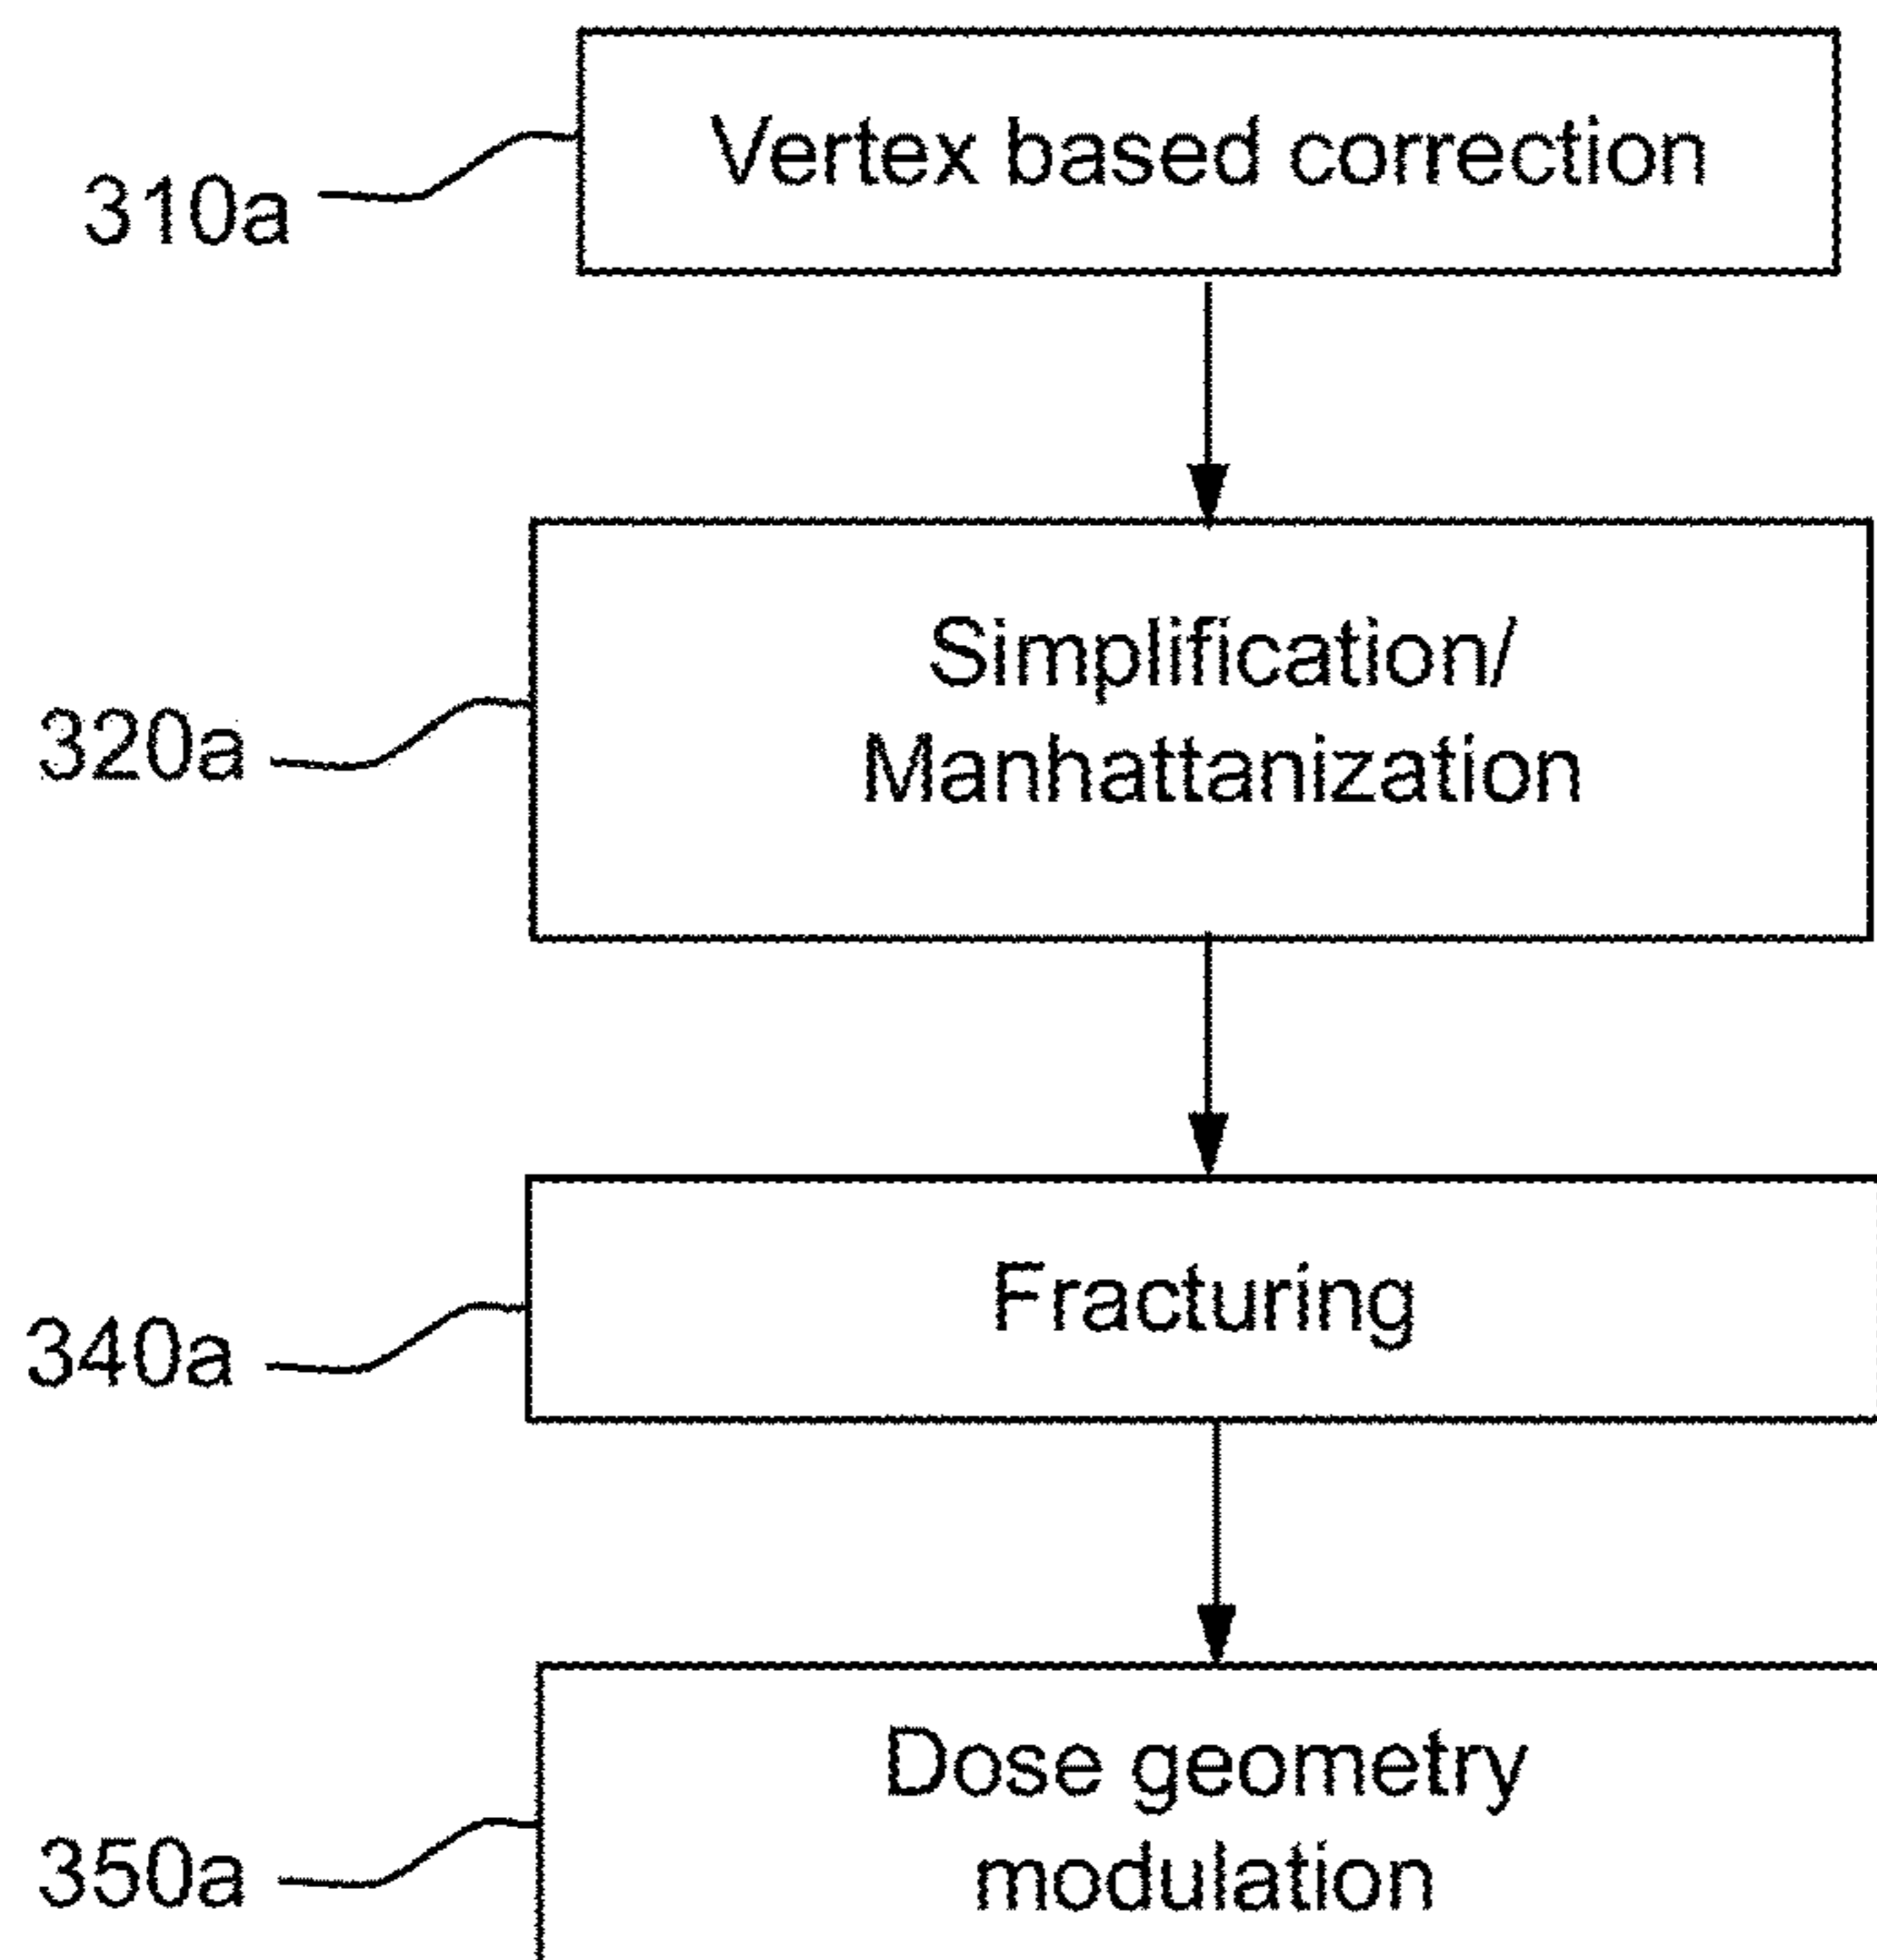 Vertex based correction
310a
Simplification/
320a
Manhattanization
Fracturing
340a
Dose geometry
350a
modulation